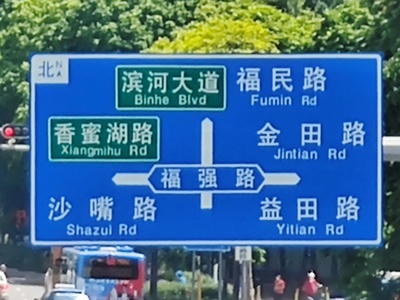 北 N
滨河大道 福民路
Binhe Blvd Fumin Rd
香蜜湖路 金田路
Xiangmihu Rd Jintian Rd
福强路
沙嘴路 益田路
Shazui Rd Yitian Rd